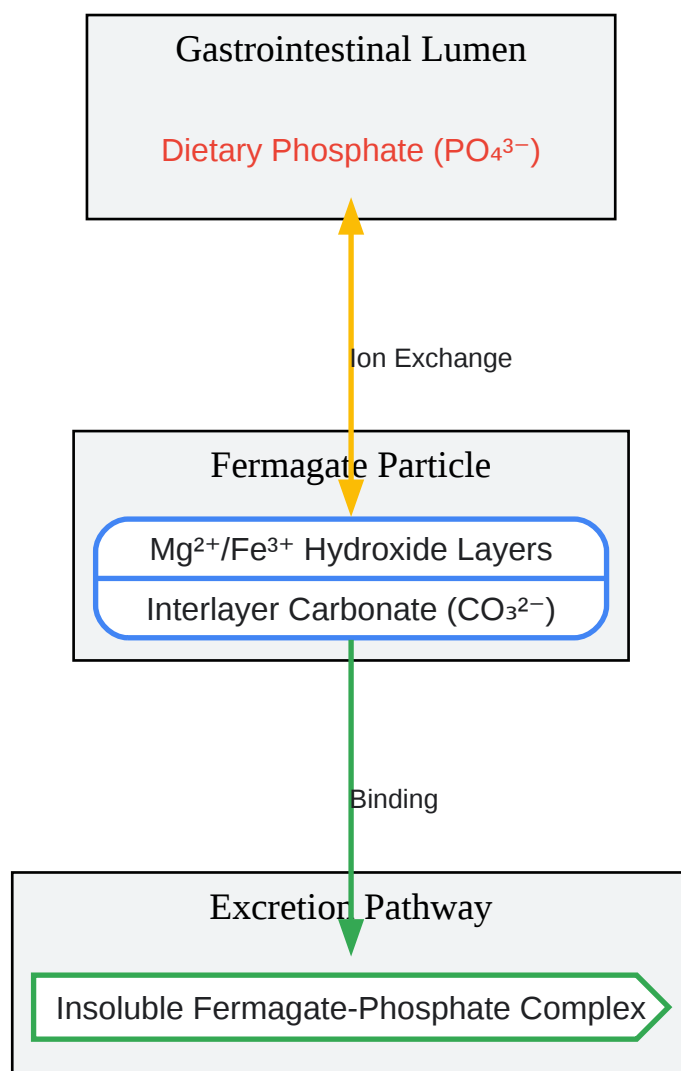 Gastrointestinal Lumen
Dietary Phosphate (PO₄³⁻)
Ion Exchange
Fermagate Particle
Mg²⁺/Fe³⁺ Hydroxide Layers
Interlayer Carbonate (CO₃²⁻)
Binding
Excretion Pathway
Insoluble Fermagate-Phosphate Complex